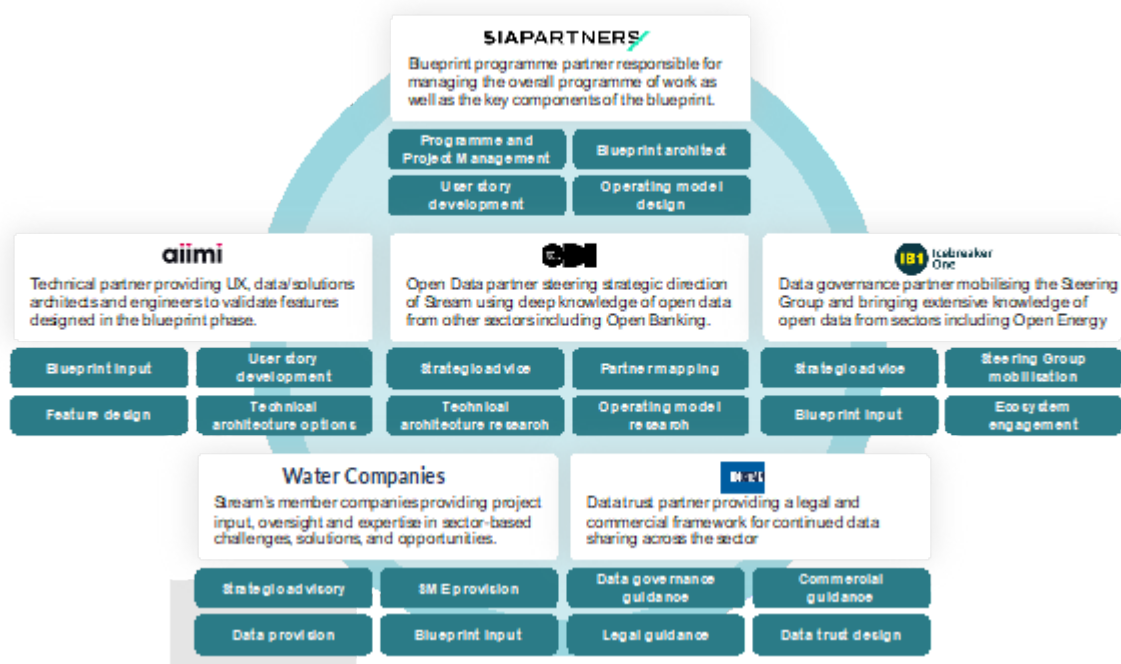 SIAPARTNERS
Blueprint programme partner responsible for
managing the overall programme of work as
well as the key components of the blueprint.
Programme and
Project Management
Blueprint architect
User story
development
Operating model
design
aiimi
Technical partner providing UX, data/solutions
architects and engineers to validate features
designed in the blueprint phase.
Blueprint input
User story
development
Feature design
Technical
architecture options
Open Data partner steering strategic direction
of Stream using deep knowledge of open data
from other sectors including Open Banking.
Strategic advice
Partner mapping
Technical
architecture research
Operating model
research
IB1
Icebreaker
One
Data governance partner mobilising the Steering
Group and bringing extensive knowledge of
open data from sectors including Open Energy
Strategic advice
Steering Group
mobilisation
Blueprint input
Ecosystem
engagement
Water Companies
Stream's member companies providing project
input, oversight and expertise in sector-based
challenges, solutions, and opportunities.
Strategic advisory
SME provision
Data provision
Blueprint input
Data trust partner providing a legal and
commercial framework for continued data
sharing across the sector
Data governance
guidance
Commercial
guidance
Legal guidance
Data trust design